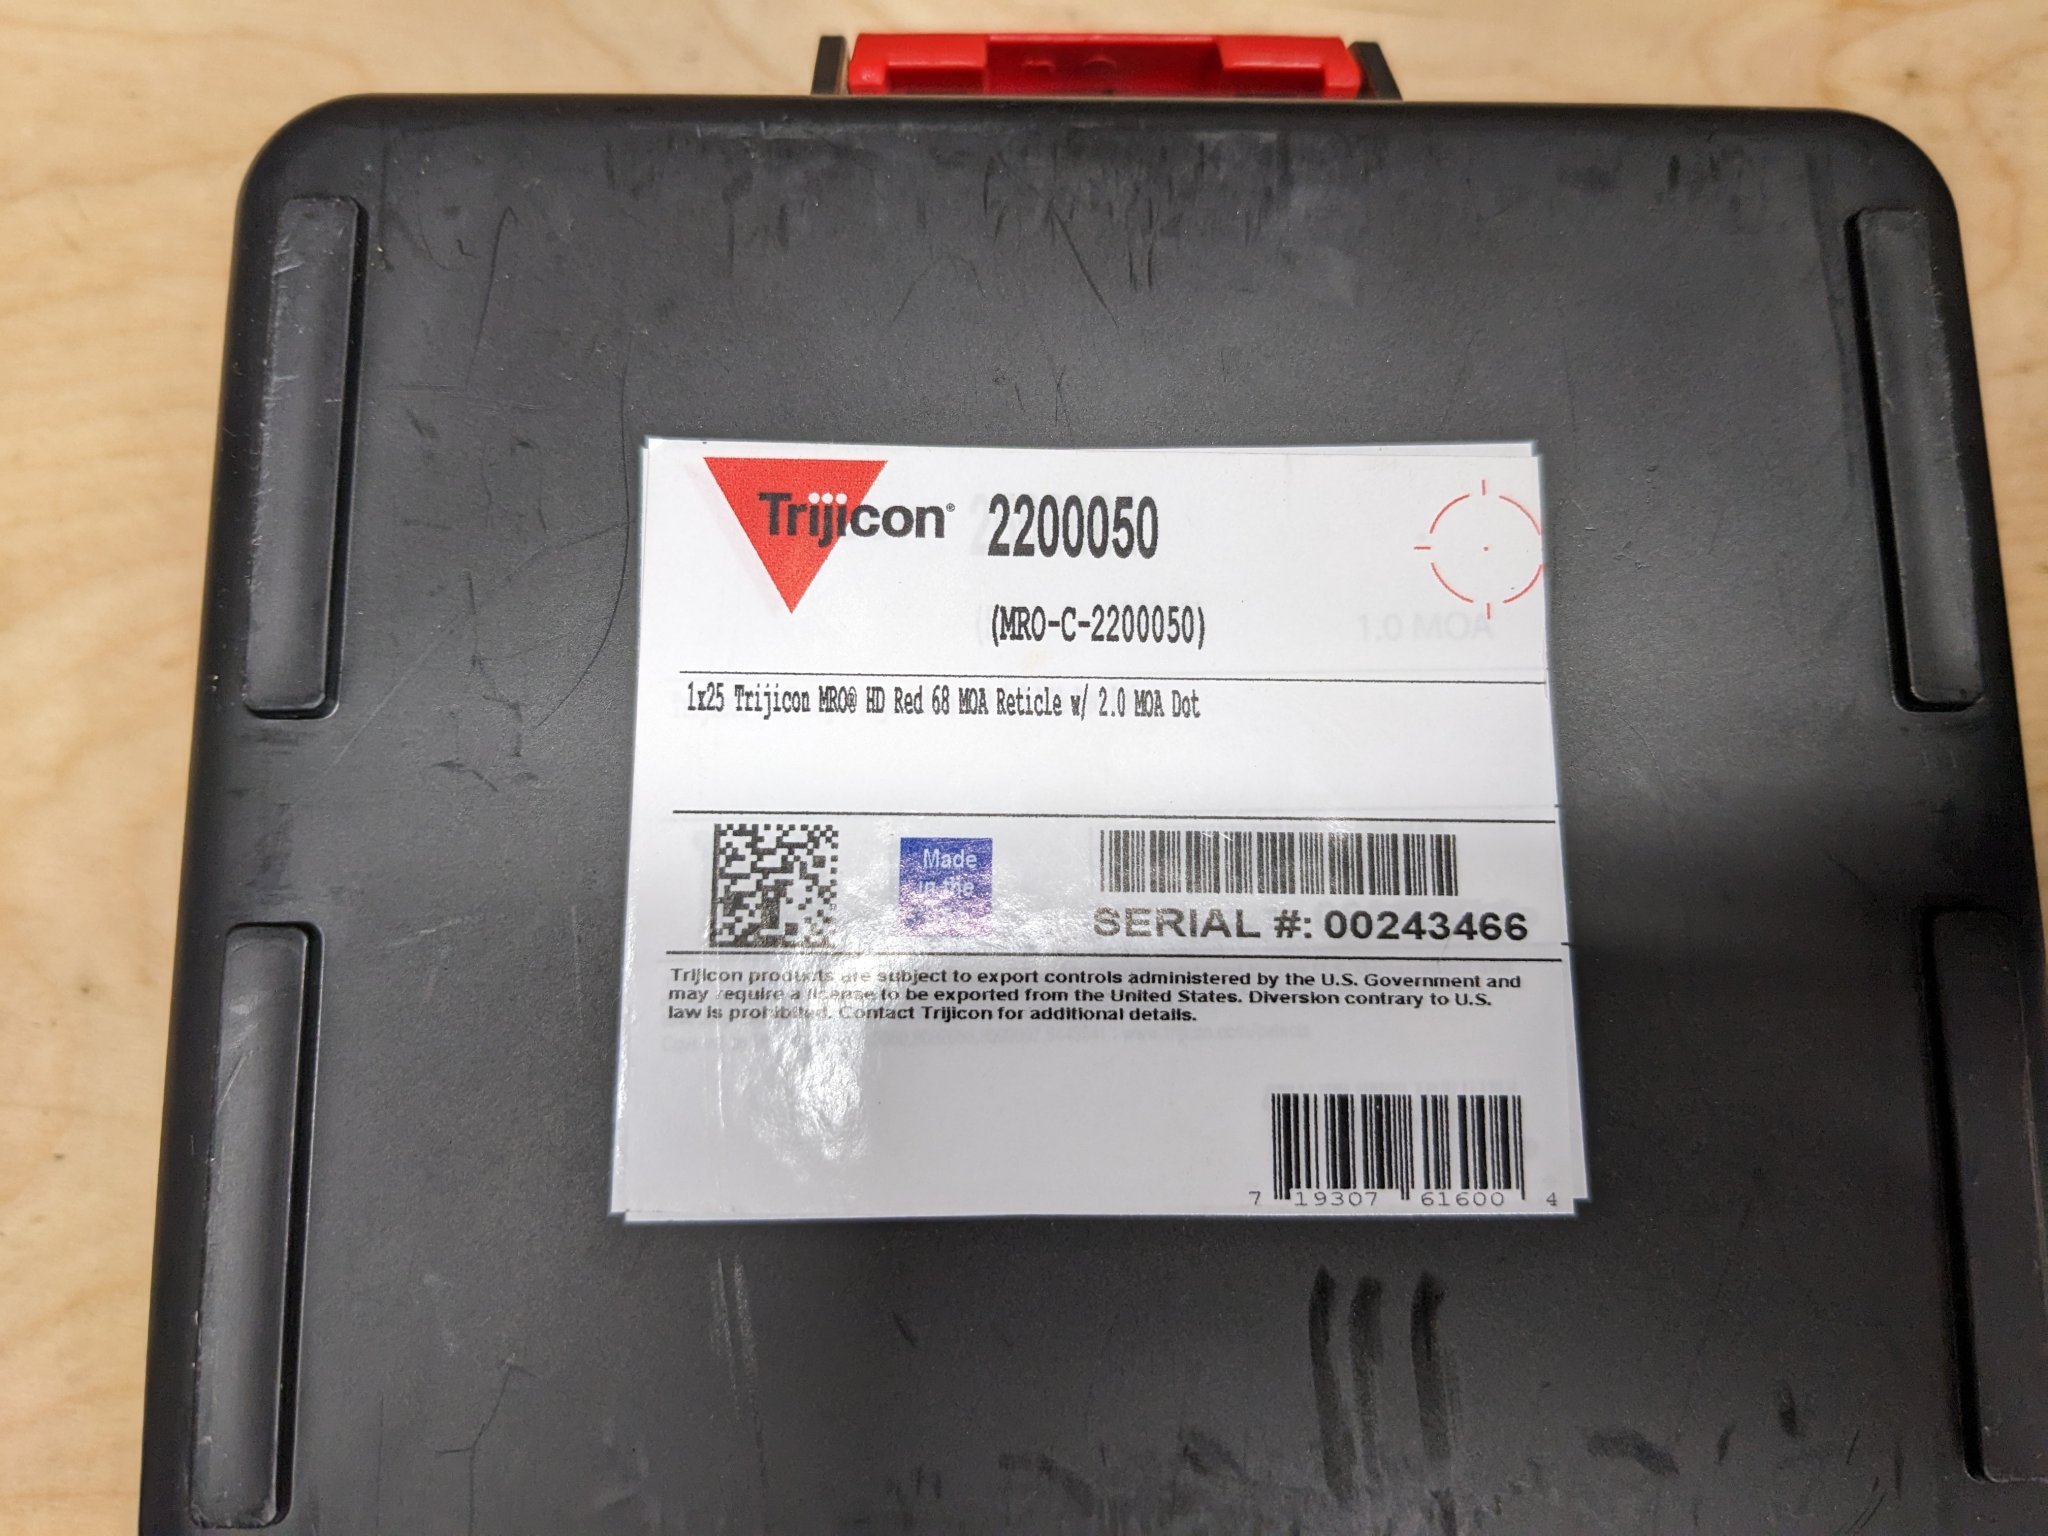 Trijicon® 2200050
(MRO-C-2200050)
1.0 MOA
1x25 Trijicon MRO® HD Red 68 MOA Reticle w/ 2.0 MOA Dot
Made
in the
SERIAL #: 00243466
Trijicon products are subject to export controls administered by the U.S. Government and
may require a license to be exported from the United States. Diversion contrary to U.S.
law is prohibited. Contact Trijicon for additional details.
7 19307 61600 4